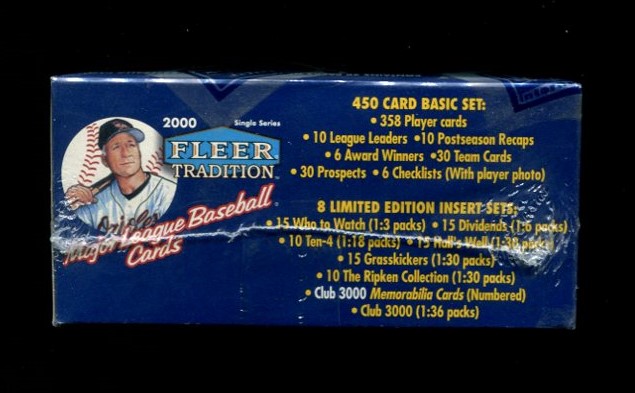 2000 Single Series
FLEER
TRADITION
Orioles
Major League Baseball
Cards
450 CARD BASIC SET:
• 358 Player cards
• 10 League Leaders • 10 Postseason Recaps
• 6 Award Winners • 30 Team Cards
• 30 Prospects • 6 Checklists (With player photo)
8 LIMITED EDITION INSERT SETS:
• 15 Who to Watch (1:3 packs) • 15 Dividends (1:6 packs)
• 10 Ten-4 (1:18 packs) • 15 Hall's Well (1:30 packs)
• 15 Grasskickers (1:30 packs)
• 10 The Ripken Collection (1:30 packs)
• Club 3000 Memorabilia Cards (Numbered)
• Club 3000 (1:36 packs)